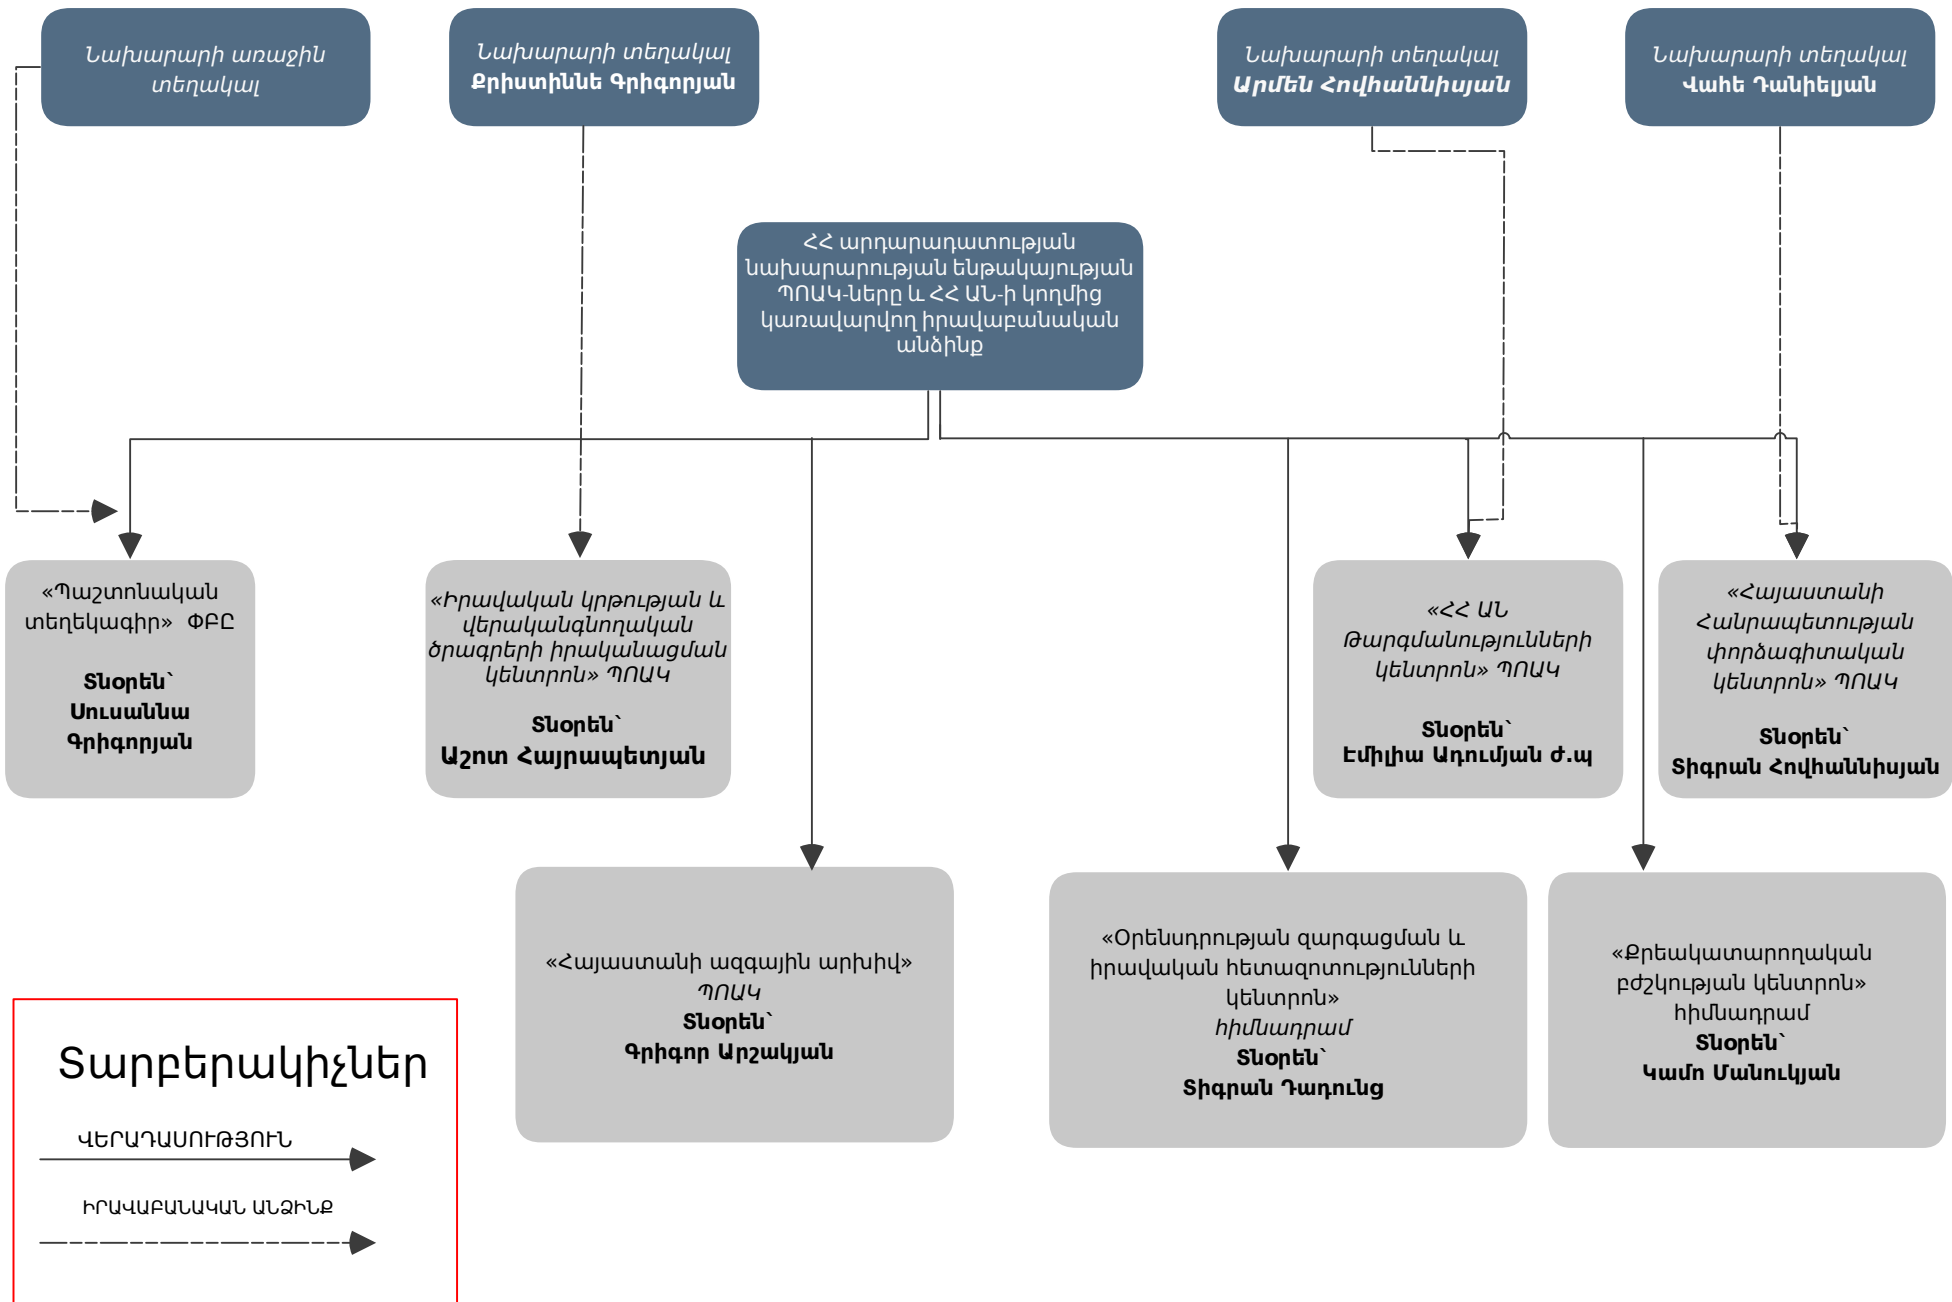 Նախարարի առաջին
տեղակալ
Նախարարի տեղակալ
Քրիստիննե Գրիգորյան
Նախարարի տեղակալ
Արմեն Հովհաննիսյան
Նախարարի տեղակալ
Վահե Դանիելյան
ՀՀ արդարադատության
նախարարության ենթակայության
ՊՈԱԿ-ները և ՀՀ ԱՆ-ի կողմից
կառավարվող իրավաբանական
անձինք
«Պաշտոնական
տեղեկագիր» ՓԲԸ
Տնօրեն`
Սուսաննա
Գրիգորյան
«Իրավական կրթության և
վերականգնողական
ծրագրերի իրականացման
կենտրոն» ՊՈԱԿ
Տնօրեն`
Աշոտ Հայրապետյան
«ՀՀ ԱՆ
Թարգմանությունների
կենտրոն» ՊՈԱԿ
Տնօրեն`
Էմիլիա Ադումյան ժ.պ
«Հայաստանի
Հանրապետության
փորձագիտական
կենտրոն» ՊՈԱԿ
Տնօրեն`
Տիգրան Հովհաննիսյան
«Հայաստանի ազգային արխիվ»
ՊՈԱԿ
Տնօրեն`
Գրիգոր Արշակյան
«Օրենսդրության զարգացման և
իրավական հետազոտությունների
կենտրոն»
հիմնադրամ
Տնօրեն`
Տիգրան Դադունց
«Քրեակատարողական
բժշկության կենտրոն»
հիմնադրամ
Տնօրեն`
Կամո Մանուկյան
Տարբերակիչներ
ՎԵՐԱԴԱՍՈՒԹՅՈՒՆ
ԻՐԱՎԱԲԱՆԱԿԱՆ ԱՆՁԻՆՔ